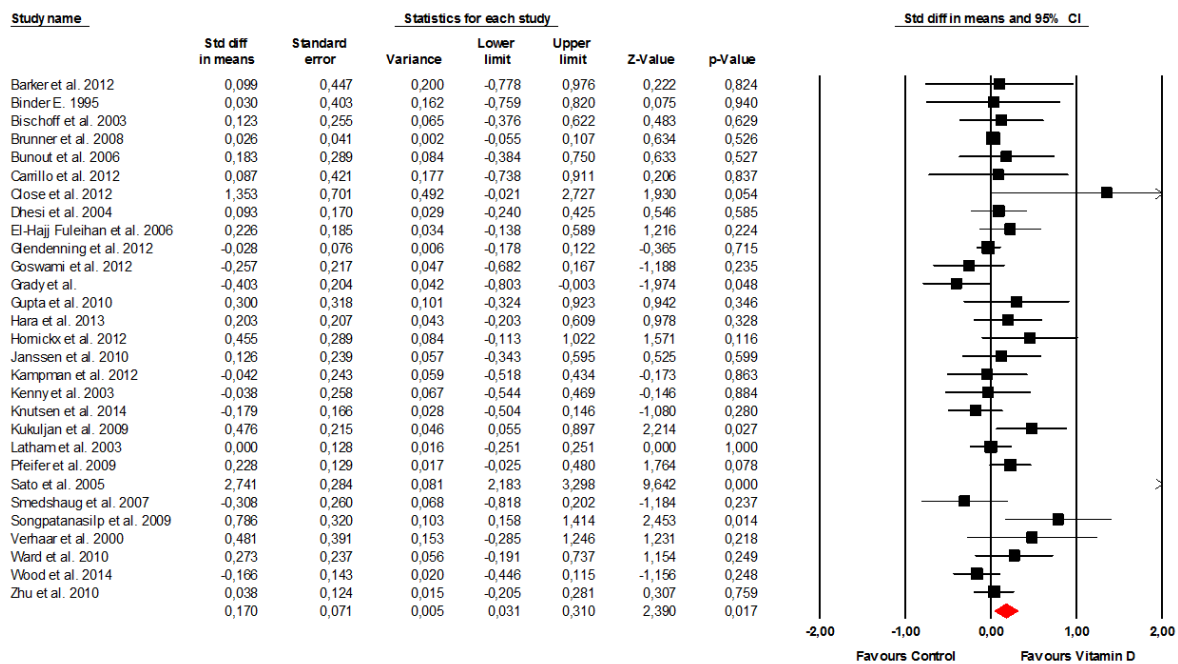 Study name Statistics for each study Std diff in means and 95% CI
Std diff Standard Lower Upper
in means error Variance limit limit Z-Value p-Value
Barker et al. 2012 0,099 0,447 0,200 -0,778 0,976 0,222 0,824
Binder E. 1995 0,030 0,403 0,162 -0,759 0,820 0,075 0,940
Bischoff et al. 2003 0,123 0,255 0,065 -0,376 0,622 0,483 0,629
Brunner et al. 2008 0,026 0,041 0,002 -0,055 0,107 0,634 0,526
Bunout et al. 2006 0,183 0,289 0,084 -0,384 0,750 0,633 0,527
Carrillo et al. 2012 0,087 0,421 0,177 -0,738 0,911 0,206 0,837
Close et al. 2012 1,353 0,701 0,492 -0,021 2,727 1,930 0,054
Dhesi et al. 2004 0,093 0,170 0,029 -0,240 0,425 0,546 0,585
El-Hajj Fuleihan et al. 2006 0,226 0,185 0,034 -0,138 0,589 1,216 0,224
Glendenning et al. 2012 -0,028 0,076 0,006 -0,178 0,122 -0,365 0,715
Goswami et al. 2012 -0,257 0,217 0,047 -0,682 0,167 -1,188 0,235
Grady et al. -0,403 0,204 0,042 -0,803 -0,003 -1,974 0,048
Gupta et al. 2010 0,300 0,318 0,101 -0,324 0,923 0,942 0,346
Hara et al. 2013 0,203 0,207 0,043 -0,203 0,609 0,978 0,328
Hornickx et al. 2012 0,455 0,289 0,084 -0,113 1,022 1,571 0,116
Janssen et al. 2010 0,126 0,239 0,057 -0,343 0,595 0,525 0,599
Kampman et al. 2012 -0,042 0,243 0,059 -0,518 0,434 -0,173 0,863
Kenny et al. 2003 -0,038 0,258 0,067 -0,544 0,469 -0,146 0,884
Knutsen et al. 2014 -0,179 0,166 0,028 -0,504 0,146 -1,080 0,280
Kukuljan et al. 2009 0,476 0,215 0,046 0,055 0,897 2,214 0,027
Latham et al. 2003 0,000 0,128 0,016 -0,251 0,251 0,000 1,000
Pfeifer et al. 2009 0,228 0,129 0,017 -0,025 0,480 1,764 0,078
Sato et al. 2005 2,741 0,284 0,081 2,183 3,298 9,642 0,000
Smedshaug et al. 2007 -0,308 0,260 0,068 -0,818 0,202 -1,184 0,237
Songpatanasilp et al. 2009 0,786 0,320 0,103 0,158 1,414 2,453 0,014
Verhaar et al. 2000 0,481 0,391 0,153 -0,285 1,246 1,231 0,218
Ward et al. 2010 0,273 0,237 0,056 -0,191 0,737 1,154 0,249
Wood et al. 2014 -0,166 0,143 0,020 -0,446 0,115 -1,156 0,248
Zhu et al. 2010 0,038 0,124 0,015 -0,205 0,281 0,307 0,759
0,170 0,071 0,005 0,031 0,310 2,390 0,017
-2,00 -1,00 0,00 1,00 2,00
Favours Control Favours Vitamin D